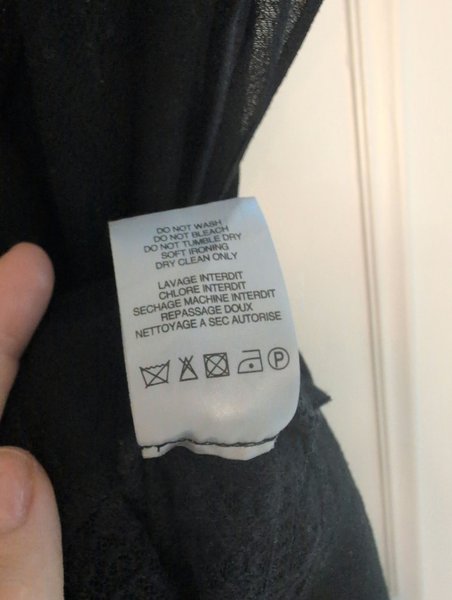 DO NOT WASH
DO NOT BLEACH
DO NOT TUMBLE DRY
SOFT IRONING
DRY CLEAN ONLY
LAVAGE INTERDIT
CHLORE INTERDIT
SECHAGE MACHINE INTERDIT
REPASSAGE DOUX
NETTOYAGE A SEC AUTORISE
P